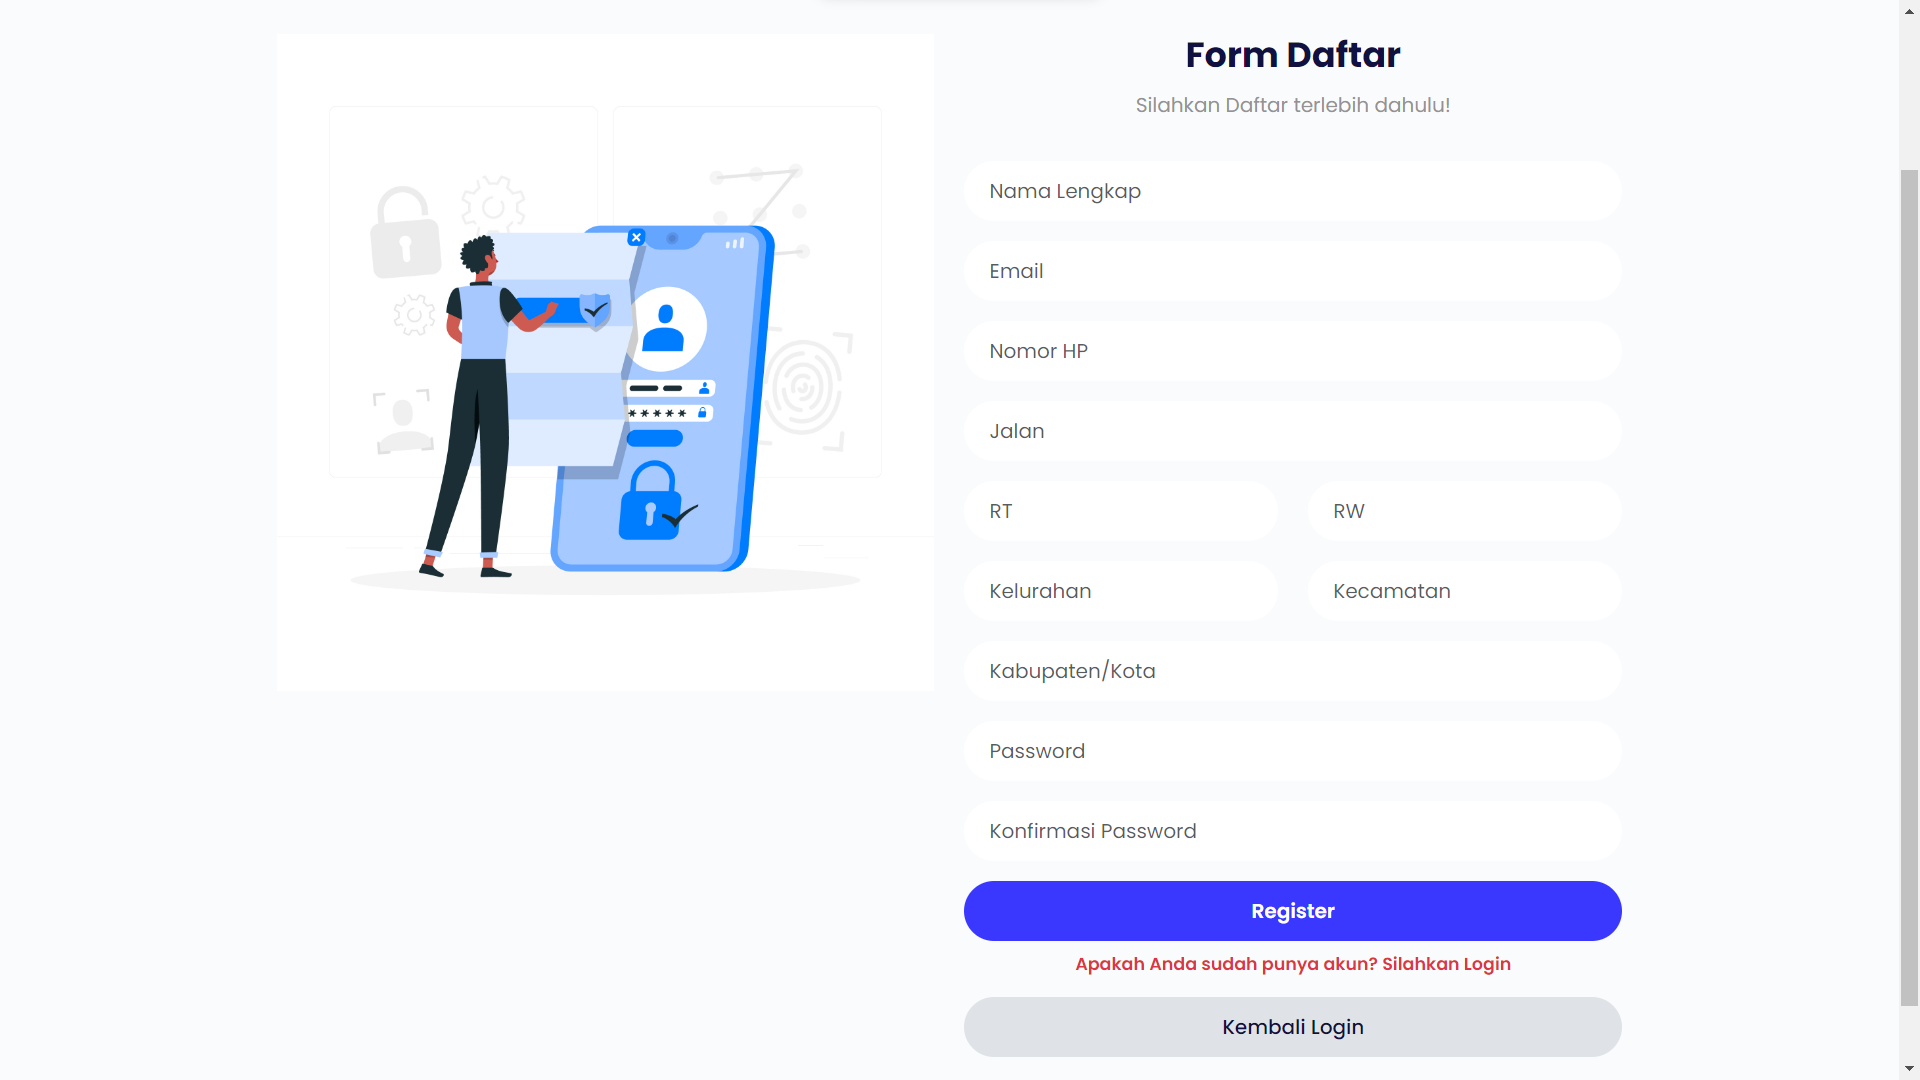 Form Daftar
Silahkan Daftar terlebih dahulu!
Nama Lengkap
Email
Nomor HP
Jalan
RT
RW
Kelurahan
Kecamatan
Kabupaten/Kota
Password
Konfirmasi Password
Register
Apakah Anda sudah punya akun? Silahkan Login
Kembali Login